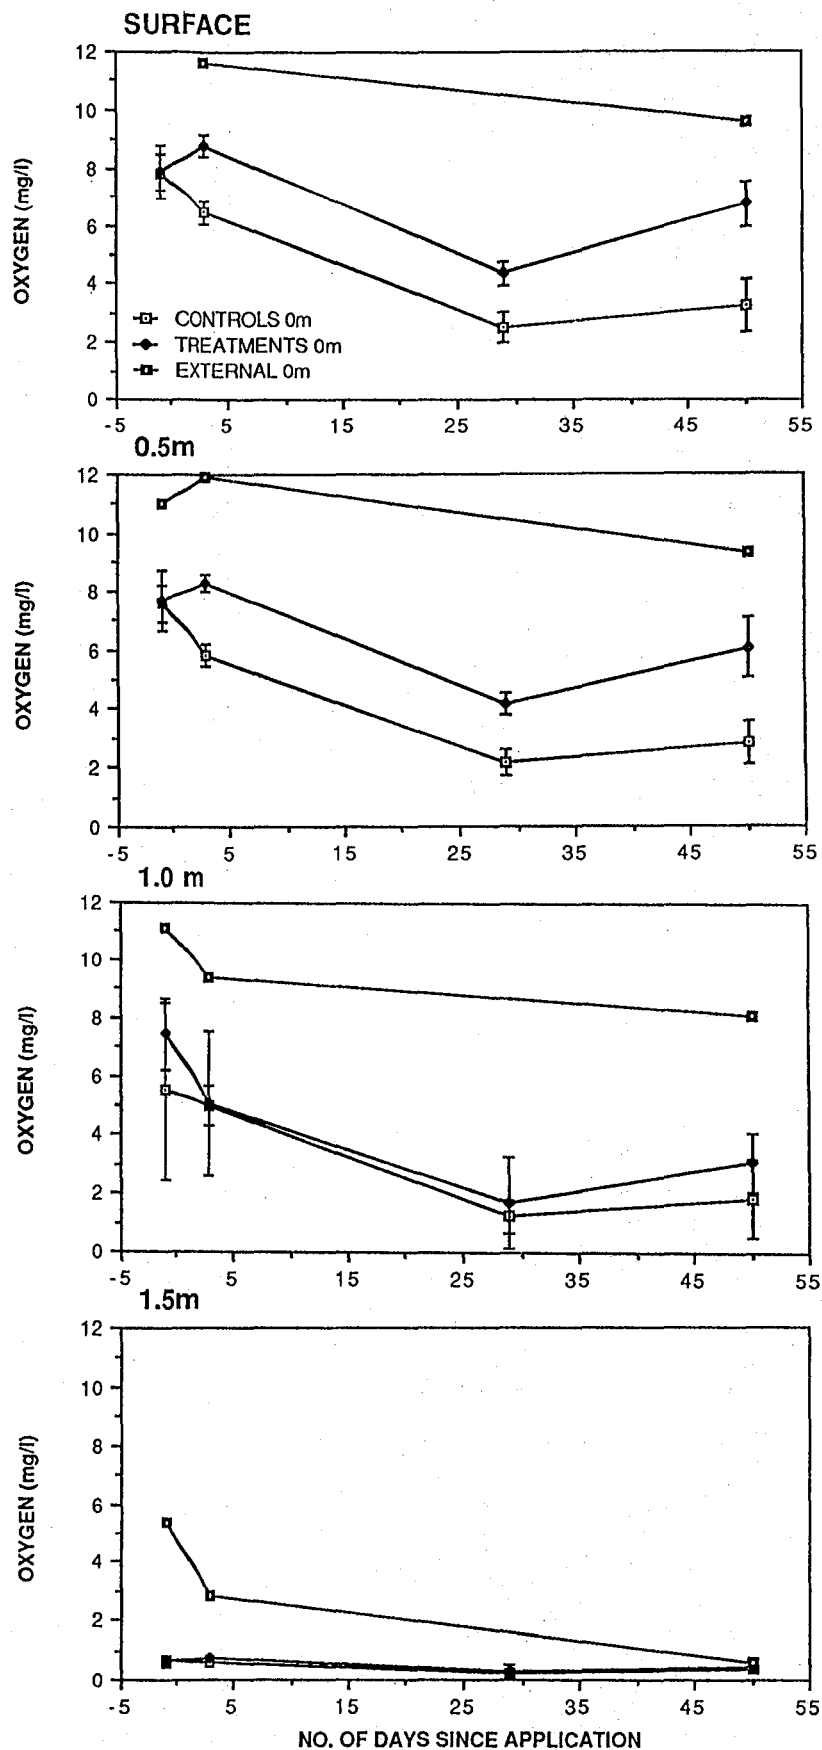 SURFACE
12
10
8
6
4
2
0
OXYGEN (mg/l)
CONTROLS 0m
TREATMENTS 0m
EXTERNAL 0m
-5 5 15 25 35 45 55
0.5m
12
10
8
6
4
2
0
OXYGEN (mg/l)
-5 5 15 25 35 45 55
1.0 m
12
10
8
6
4
2
0
OXYGEN (mg/l)
-5 5 15 25 35 45 55
1.5m
12
10
8
6
4
2
0
OXYGEN (mg/l)
-5 5 15 25 35 45 55
NO. OF DAYS SINCE APPLICATION